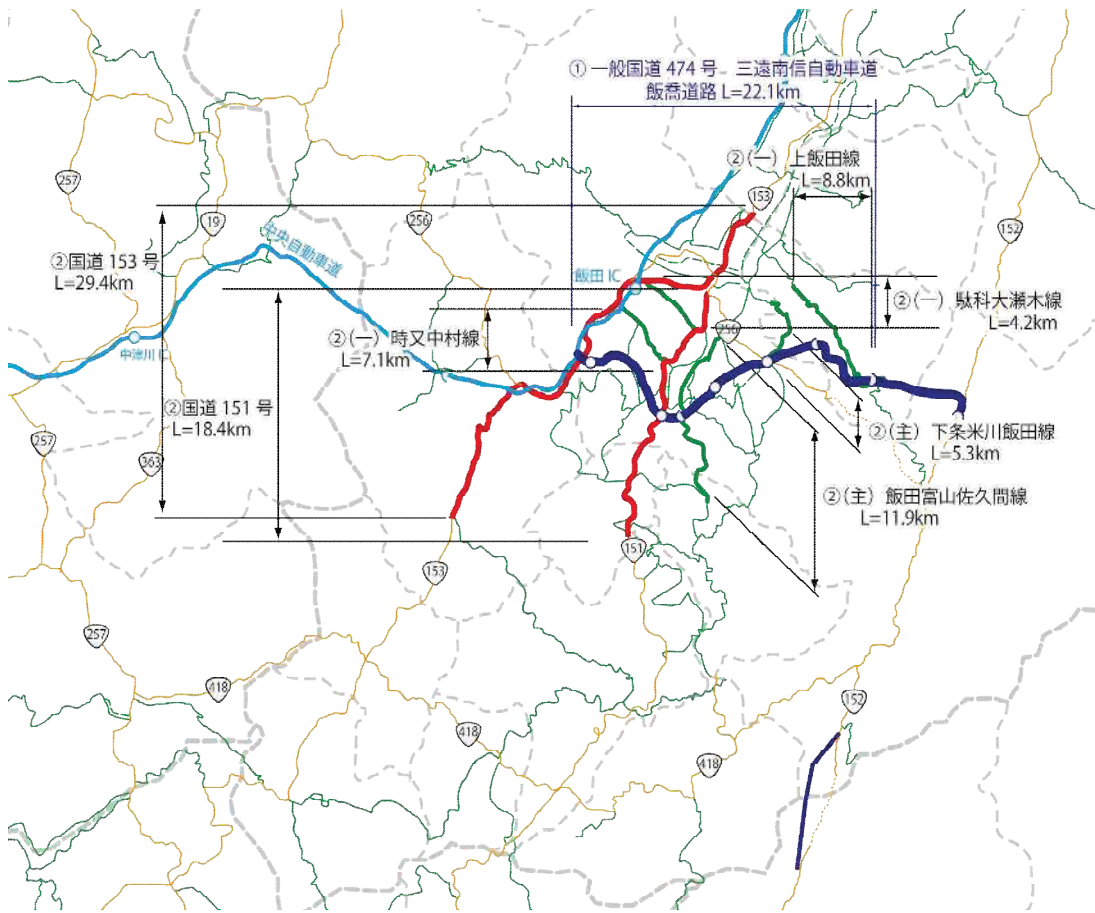 ① 一般国道 474 号　三遠南信自動車道
飯喬道路 L=22.1km
②(一)　上飯田線
L=8.8km
257
153
19
256
152
中央自動車道
②国道 153 号
L=29.4km
飯田 IC
②(一)　駄科大瀬木線
L=4.2km
②(一)　時又中村線
L=7.1km
256
中津川 IC
②国道 151 号
L=18.4km
257
363
②(主)　下条米川飯田線
L=5.3km
②(主)　飯田富山佐久間線
L=11.9km
151
153
257
418
152
418
418